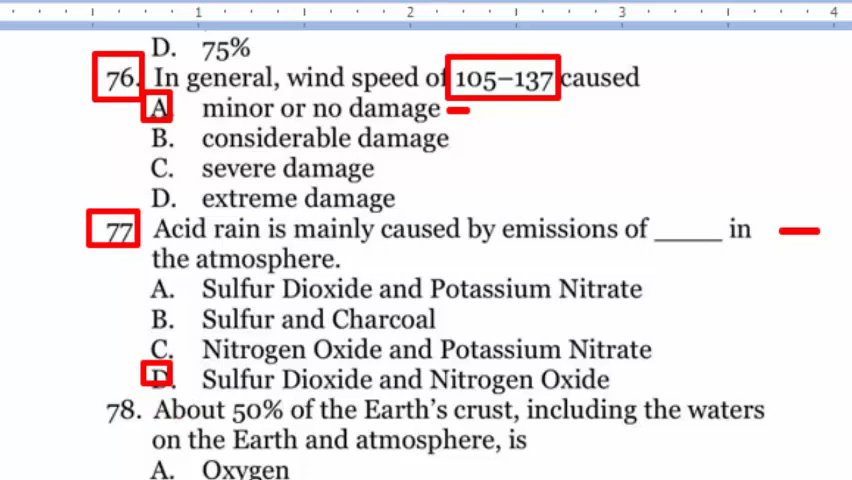 1 2 3 4
D. 75%
76. In general, wind speed of 105–137 caused
A minor or no damage
B. considerable damage
C. severe damage
D. extreme damage
77 Acid rain is mainly caused by emissions of _____ in
the atmosphere.
A. Sulfur Dioxide and Potassium Nitrate
B. Sulfur and Charcoal
C. Nitrogen Oxide and Potassium Nitrate
D. Sulfur Dioxide and Nitrogen Oxide
78. About 50% of the Earth’s crust, including the waters
on the Earth and atmosphere, is
A. Oxygen